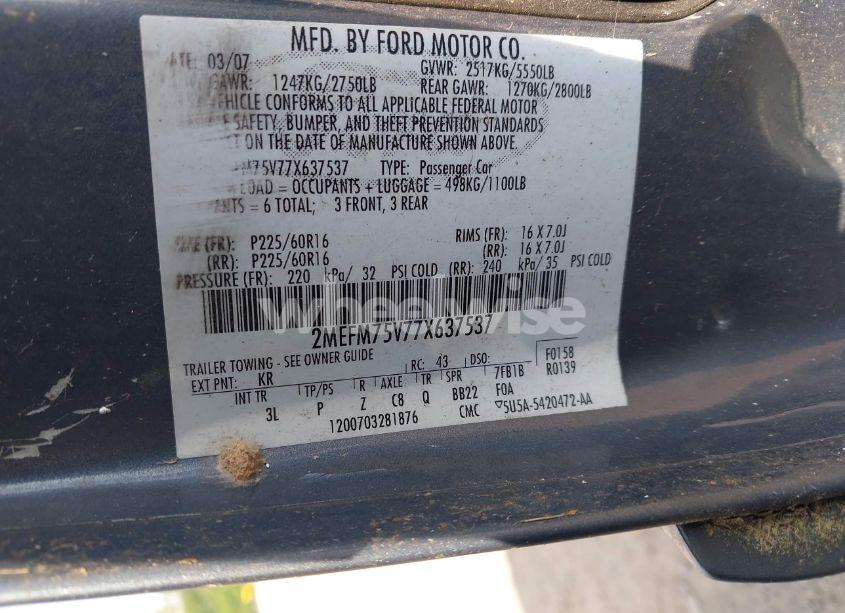 MFD. BY FORD MOTOR CO.
ATE: 03/07 GVWR: 2517KG/5550LB
GAWR: 1247KG/2750LB REAR GAWR: 1270KG/2800LB
VEHICLE CONFORMS TO ALL APPLICABLE FEDERAL MOTOR
SAFETY, BUMPER, AND THEFT PREVENTION STANDARDS
CT ON THE DATE OF MANUFACTURE SHOWN ABOVE.
M75V77X637537 TYPE: Passenger Car
LOAD = OCCUPANTS + LUGGAGE = 498KG/1100LB
ANTS = 6 TOTAL; 3 FRONT, 3 REAR
(FR): P225/60R16 RIMS (FR): 16 X 7.0J
(RR): P225/60R16 (RR): 16 X 7.0J
PRESSURE (FR): 220 kPa/ 32 PSI COLD (RR): 240 kPa/ 35 PSI COLD
wheelwise
2MEFM75V77X637537
TRAILER TOWING - SEE OWNER GUIDE
EXT PNT: KR RC: 43 DSO: F0158
INT TR TP/PS R AXLE TR SPR 7FB1B R0139
3L P Z C8 Q BB22 FOA
1200703281876 CMC ▽5U5A-5420472-AA